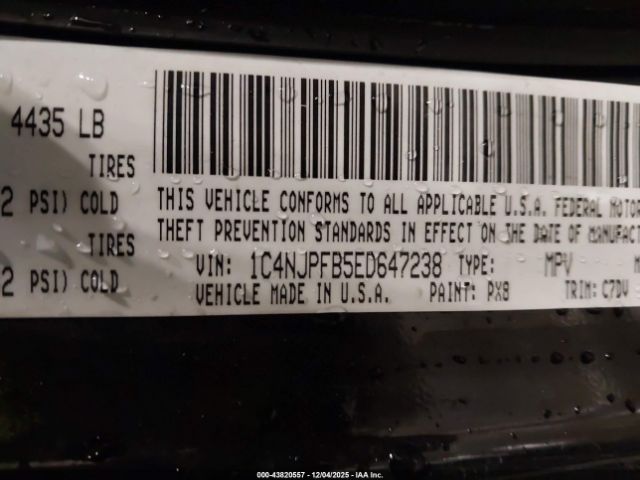 4435 LB
TIRES
2 PSI) COLD
TIRES
2 PSI) COLD
THIS VEHICLE CONFORMS TO ALL APPLICABLE U.S.A. FEDERAL MOTOR
THEFT PREVENTION STANDARDS IN EFFECT ON THE DATE OF MANUFACT
VIN: 1C4NJPFB5ED647238 TYPE: MPV M
VEHICLE MADE IN U.S.A. PAINT: PX8 TRIM: C7DV
000-43820557 - 12/04/2025 - IAA Inc.